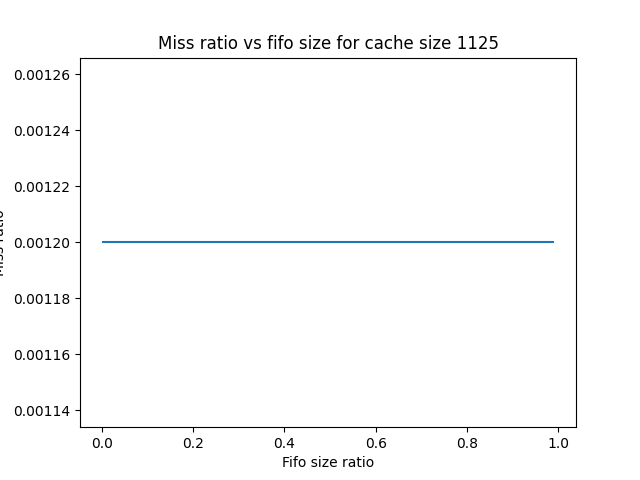 Miss ratio vs fifo size for cache size 1125
0.00126
0.00124
0.00122
0.00120
0.00118
0.00116
0.00114
Miss ratio
0.0 0.2 0.4 0.6 0.8 1.0
Fifo size ratio